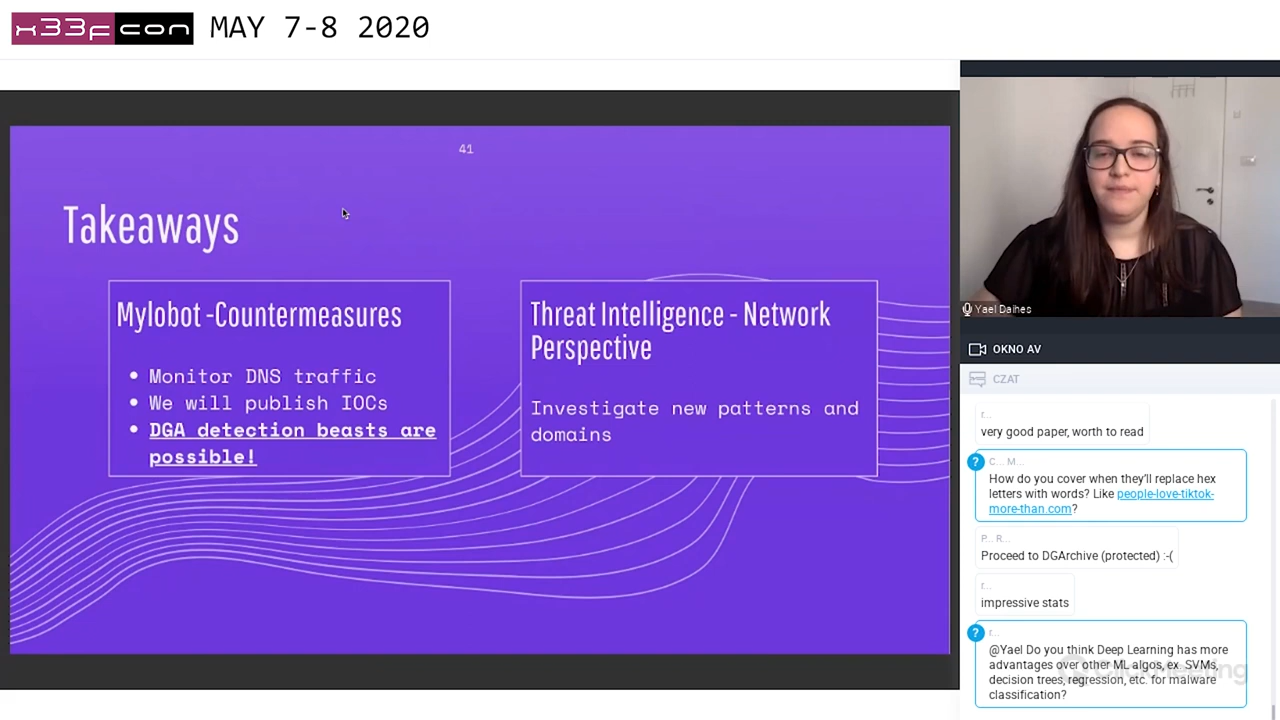 x33fcon MAY 7-8 2020
41
Takeaways
Mylobot -Countermeasures
• Monitor DNS traffic
• We will publish IOCs
• DGA detection beasts are
possible!
Threat Intelligence - Network
Perspective
Investigate new patterns and
domains
Yael Daihes
OKNO AV
CZAT
r...
very good paper, worth to read
? C... M...
How do you cover when they'll replace hex
letters with words? Like people-love-tiktok-
more-than.com?
P... R...
Proceed to DGArchive (protected) :-(
r...
impressive stats
? r...
@Yael Do you think Deep Learning has more
advantages over other ML algos, ex. SVMs,
decision trees, regression, etc. for malware
classification?
ClickMeeting